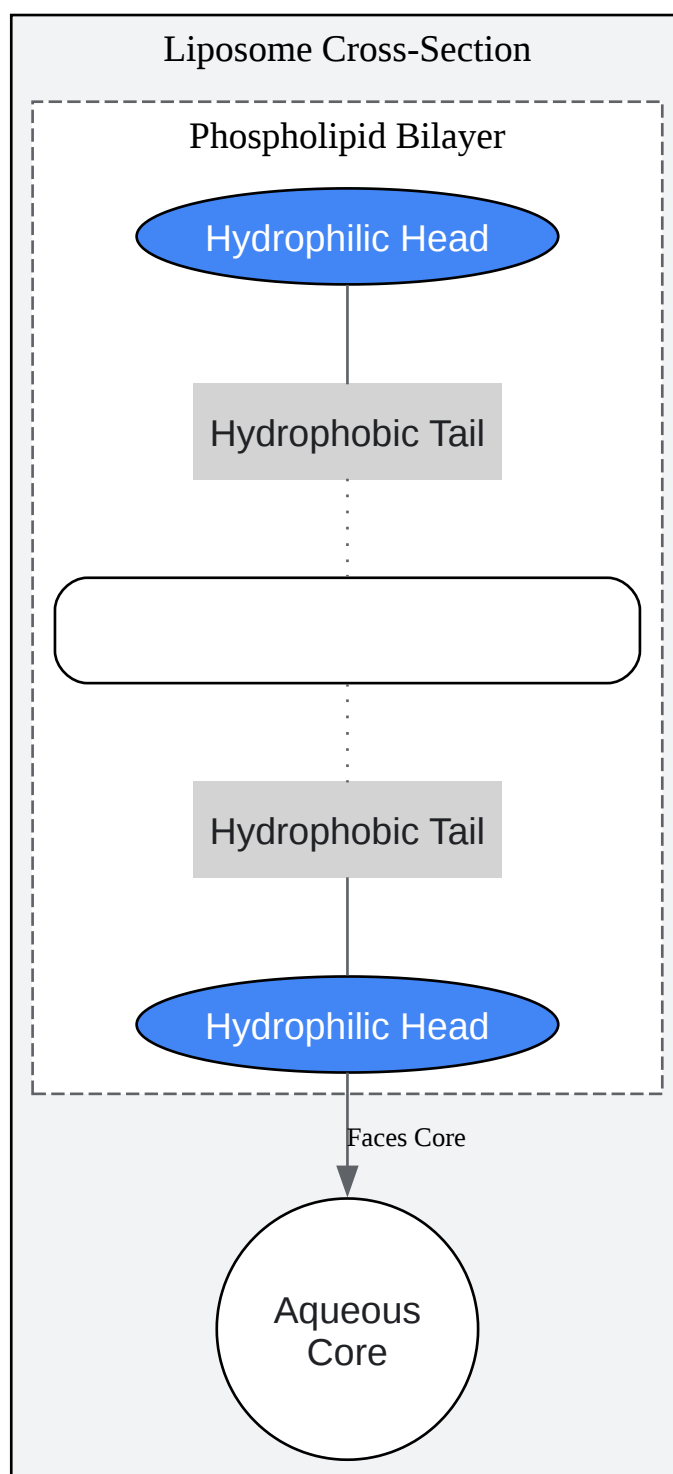 Liposome Cross-Section
Phospholipid Bilayer
Hydrophilic Head
Hydrophobic Tail
Hydrophobic Tail
Hydrophilic Head
Faces Core
Aqueous
Core